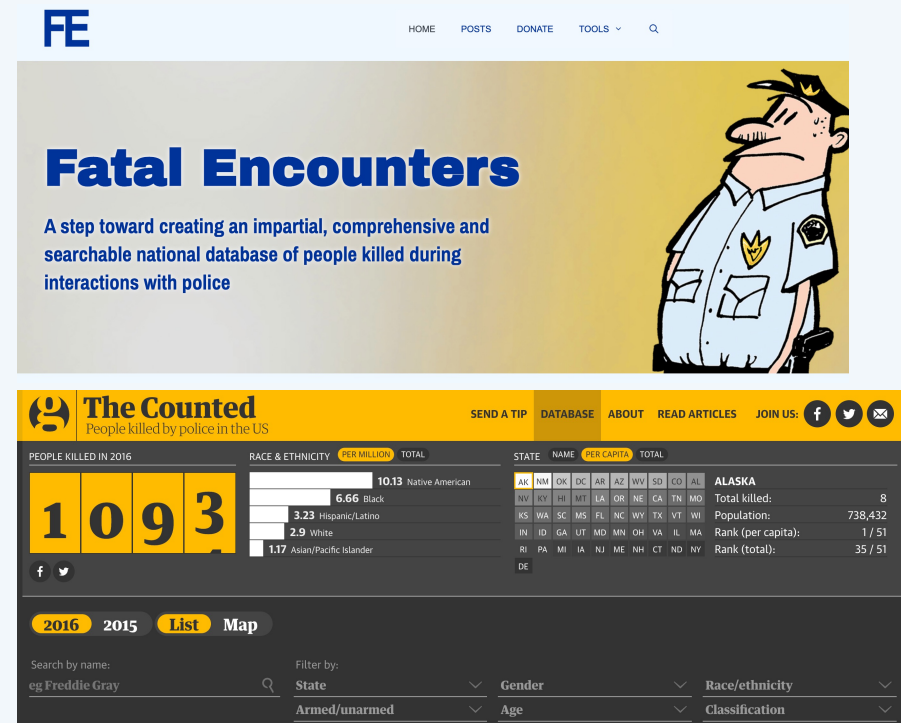 FE
HOME POSTS DONATE TOOLS
Fatal Encounters
A step toward creating an impartial, comprehensive and
searchable national database of people killed during
interactions with police
The Counted
People killed by police in the US
SEND A TIP DATABASE ABOUT READ ARTICLES JOIN US:
PEOPLE KILLED IN 2016
1093
RACE & ETHNICITY PER MILLION TOTAL
10.13 Native American
6.66 Black
3.23 Hispanic/Latino
2.9 White
1.17 Asian/Pacific Islander
STATE NAME PER CAPITA TOTAL
AK NM OK DC AR AZ WV SD CO AL
NV KY HI MT LA OR NE CA TN MO
KS WA SC MS FL NC WY TX VT WI
IN ID GA UT MD MN OH VA IL MA
RI PA MI IA NJ ME NH CT ND NY
DE
ALASKA
Total killed: 8
Population: 738,432
Rank (per capita): 1 / 51
Rank (total): 35 / 51
2016 2015 List Map
Search by name:
eg Freddie Gray
Filter by:
State Gender Race/ethnicity
Armed/unarmed Age Classification